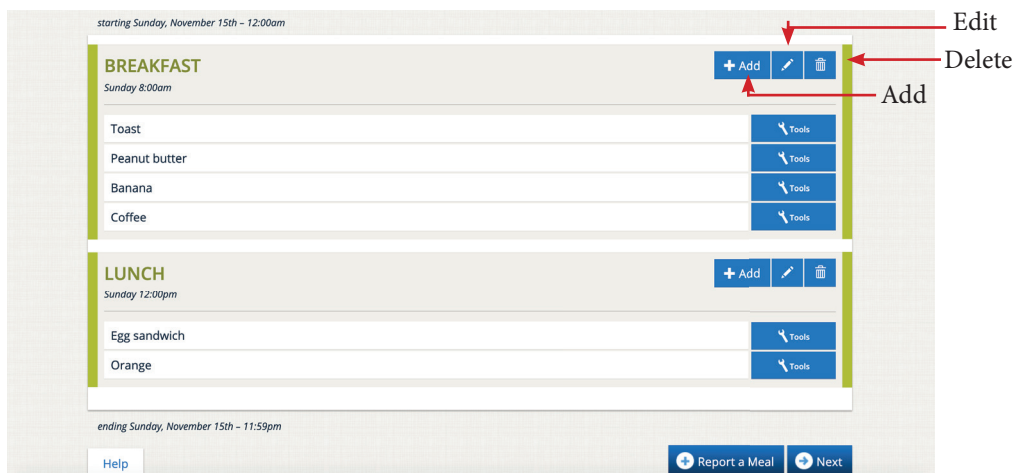 starting Sunday, November 15th – 12:00am
Edit
BREAKFAST
+ Add
Delete
Sunday 8:00am
Add
Toast
Tools
Peanut butter
Tools
Banana
Tools
Coffee
Tools
LUNCH
+ Add
Sunday 12:00pm
Egg sandwich
Tools
Orange
Tools
ending Sunday, November 15th – 11:59pm
Help
Report a Meal
Next